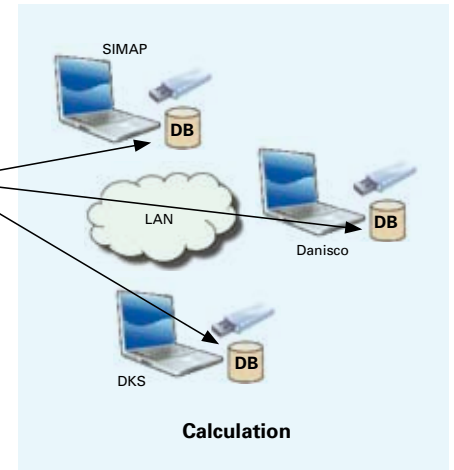 SIMAP
DB
LAN
DB
Danisco
DB
DKS
Calculation